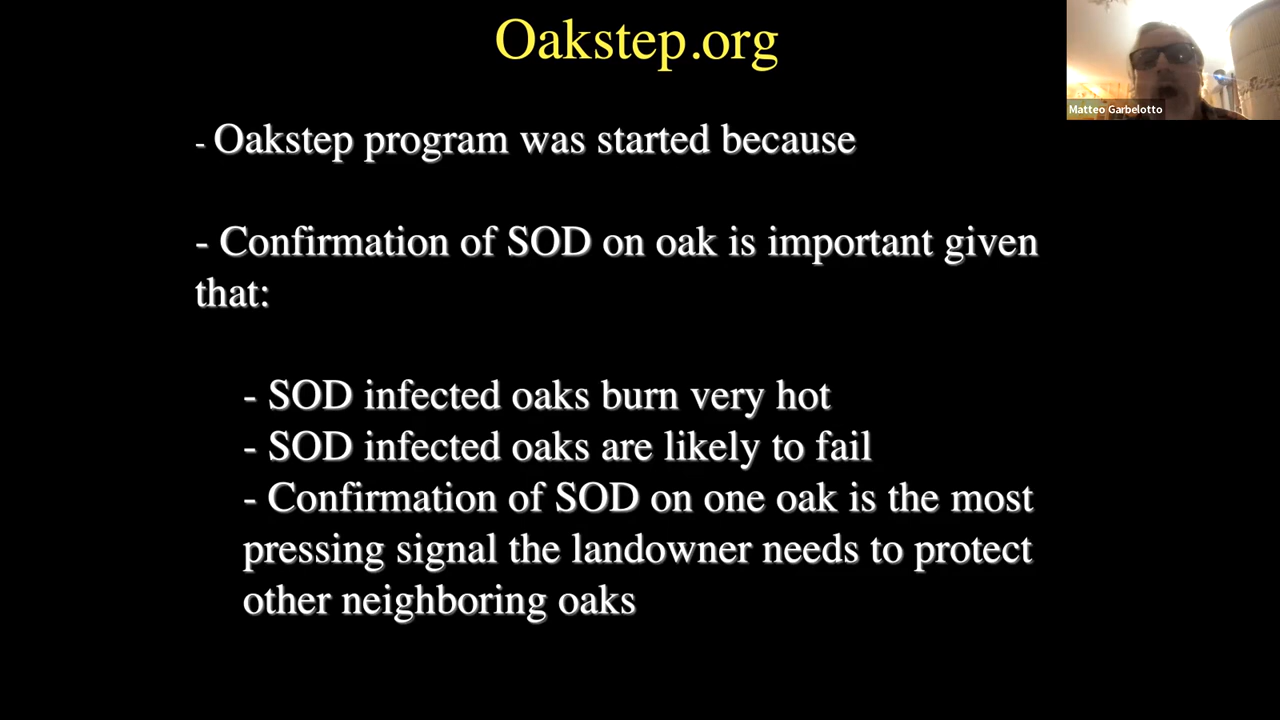 Oakstep.org
Matteo Garbelotto
- Oakstep program was started because
- Confirmation of SOD on oak is important given
that:
- SOD infected oaks burn very hot
- SOD infected oaks are likely to fail
- Confirmation of SOD on one oak is the most
pressing signal the landowner needs to protect
other neighboring oaks